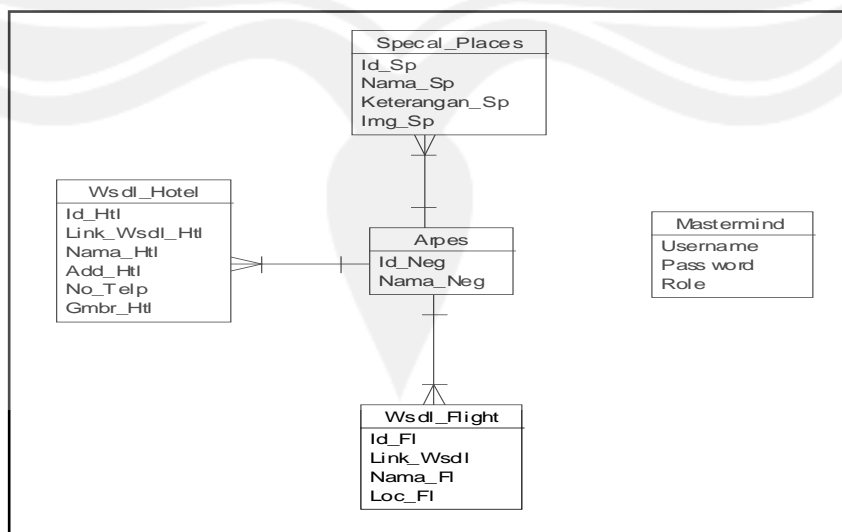 Specal_Places
Id_Sp
Nama_Sp
Keterangan_Sp
Img_Sp
Wsdl_Hotel
Id_Htl
Link_Wsdl_Htl
Nama_Htl
Add_Htl
No_Telp
Gmbr_Htl
Arpes
Id_Neg
Nama_Neg
Mastermind
Username
Pass word
Role
Wsdl_Flight
Id_Fl
Link_Wsdl
Nama_Fl
Loc_Fl